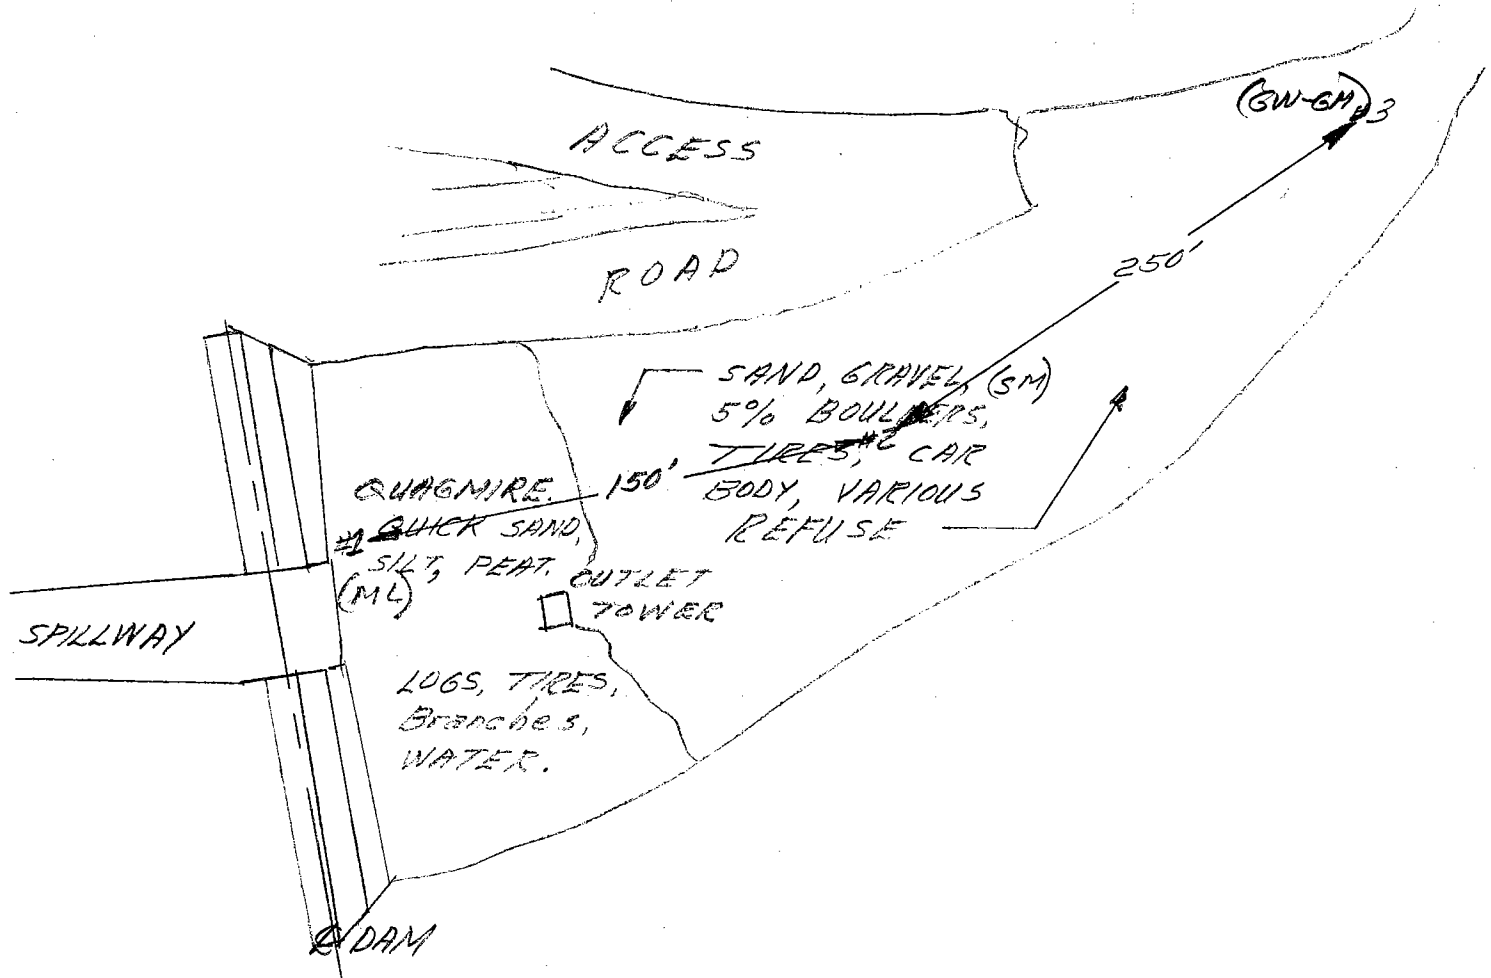 (GW-GM)
#3
ACCESS
ROAD
250'
SAND, GRAVEL, (SM)
5% BOULDERS,
TIRES, #2 CAR
BODY, VARIOUS
REFUSE
150'
QUAGMIRE.
#1 QUICK SAND,
SILT, PEAT.
(ML)
OUTLET
TOWER
SPILLWAY
LOGS, TIRES,
Branches,
WATER.
℄ DAM